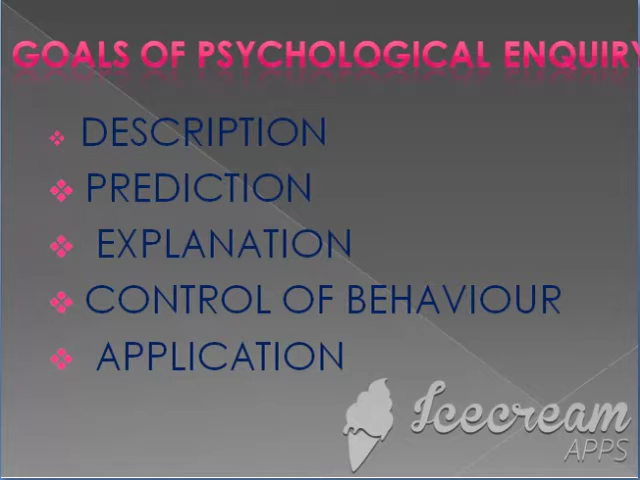 GOALS OF PSYCHOLOGICAL ENQUIRY
DESCRIPTION
PREDICTION
EXPLANATION
CONTROL OF BEHAVIOUR
APPLICATION
Icecream
APPS